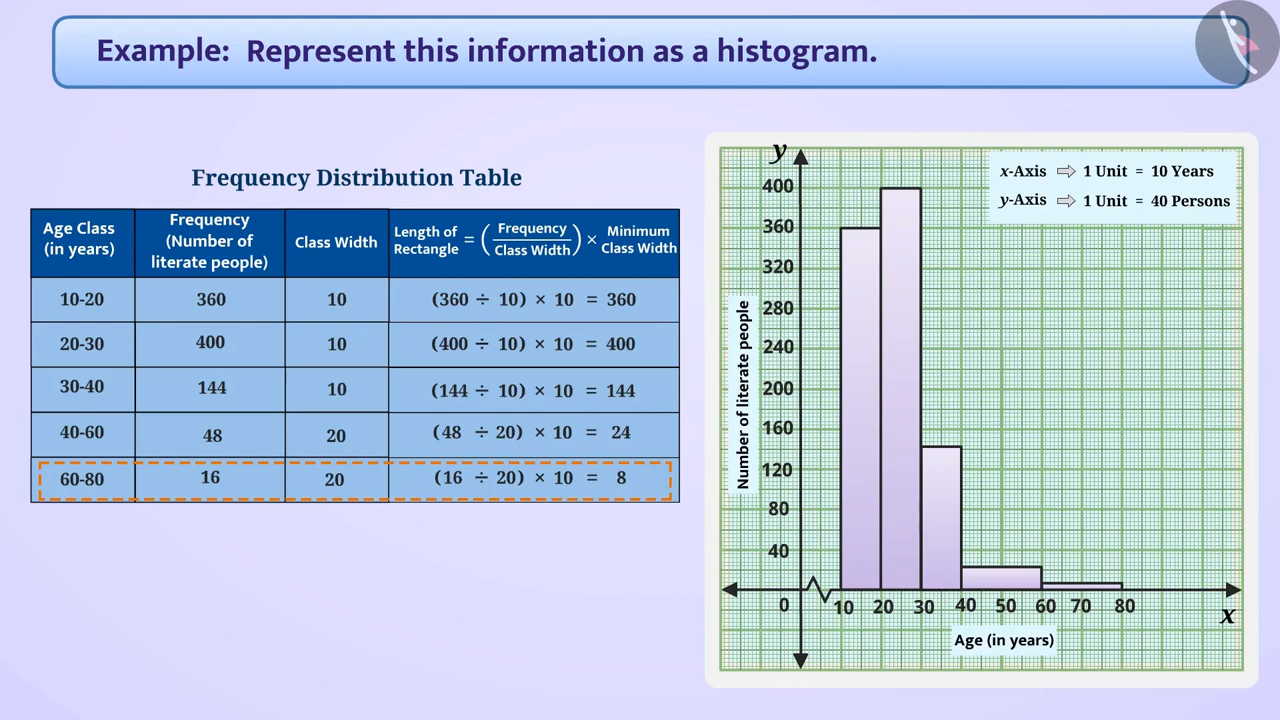 Example: Represent this information as a histogram.
Frequency Distribution Table
Age Class
(in years)
Frequency
(Number of
literate people)
Class Width
Length of
Rectangle = (Frequency / Class Width) × Minimum
Class Width
10-20 360 10 (360 ÷ 10) × 10 = 360
20-30 400 10 (400 ÷ 10) × 10 = 400
30-40 144 10 (144 ÷ 10) × 10 = 144
40-60 48 20 (48 ÷ 20) × 10 = 24
60-80 16 20 (16 ÷ 20) × 10 = 8
y
x-Axis ⇨ 1 Unit = 10 Years
y-Axis ⇨ 1 Unit = 40 Persons
400
360
320
280
240
200
160
120
80
40
Number of literate people
0 10 20 30 40 50 60 70 80
x
Age (in years)